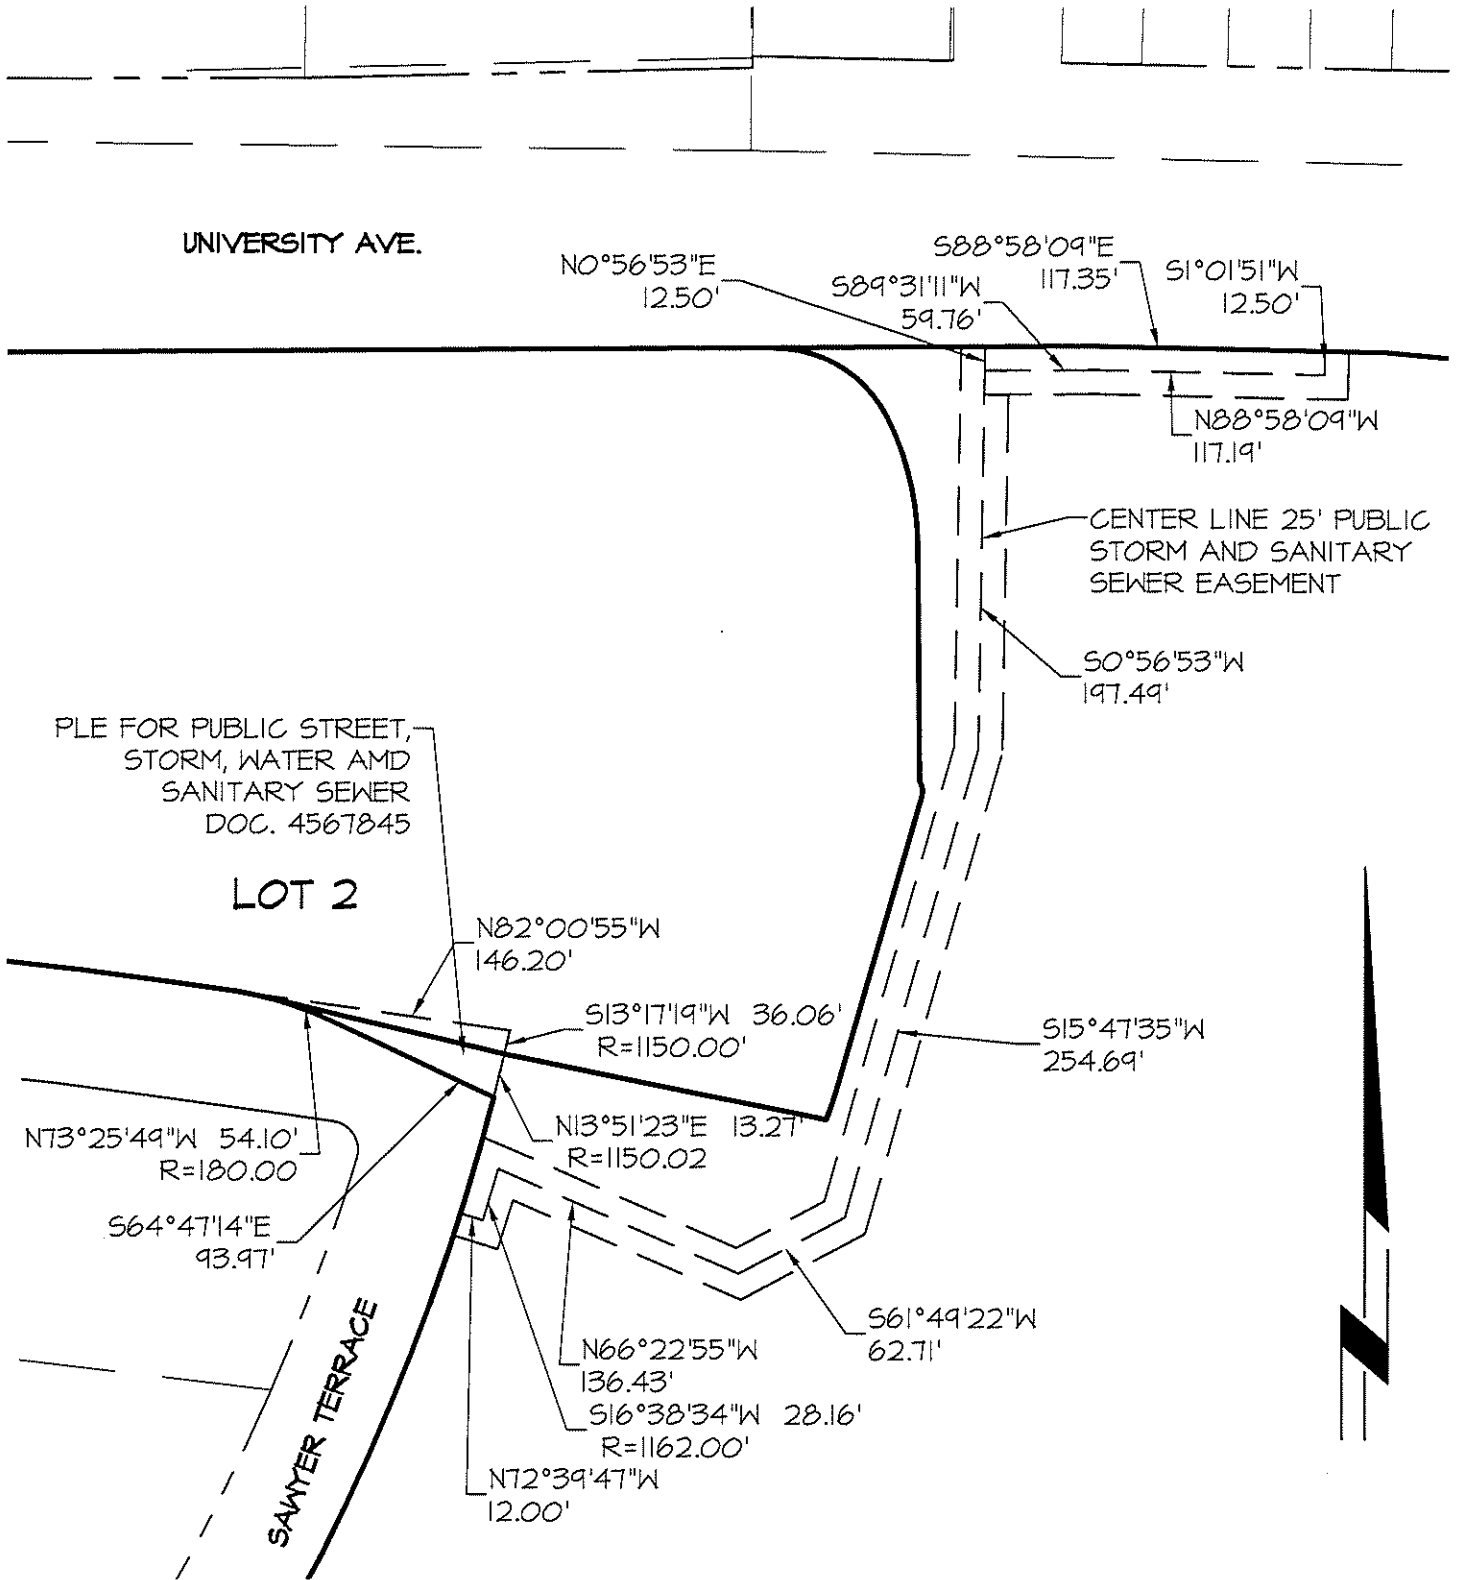 UNIVERSITY AVE.
N0°56'53"E
12.50'
S89°31'11"W
59.76'
S88°58'09"E
117.35'
S1°01'51"W
12.50'
N88°58'09"W
117.19'
CENTER LINE 25' PUBLIC
STORM AND SANITARY
SEWER EASEMENT
S0°56'53"W
197.49'
PLE FOR PUBLIC STREET,
STORM, WATER AMD
SANITARY SEWER
DOC. 4567845
LOT 2
N82°00'55"W
146.20'
S13°17'19"W 36.06'
R=1150.00'
S15°47'35"W
254.69'
N13°51'23"E 13.27'
R=1150.02
N73°25'49"W 54.10'
R=180.00
S64°47'14"E
93.97'
S61°49'22"W
62.71'
N66°22'55"W
136.43'
S16°38'34"W 28.16'
R=1162.00'
N72°39'47"W
12.00'
SAWYER TERRACE